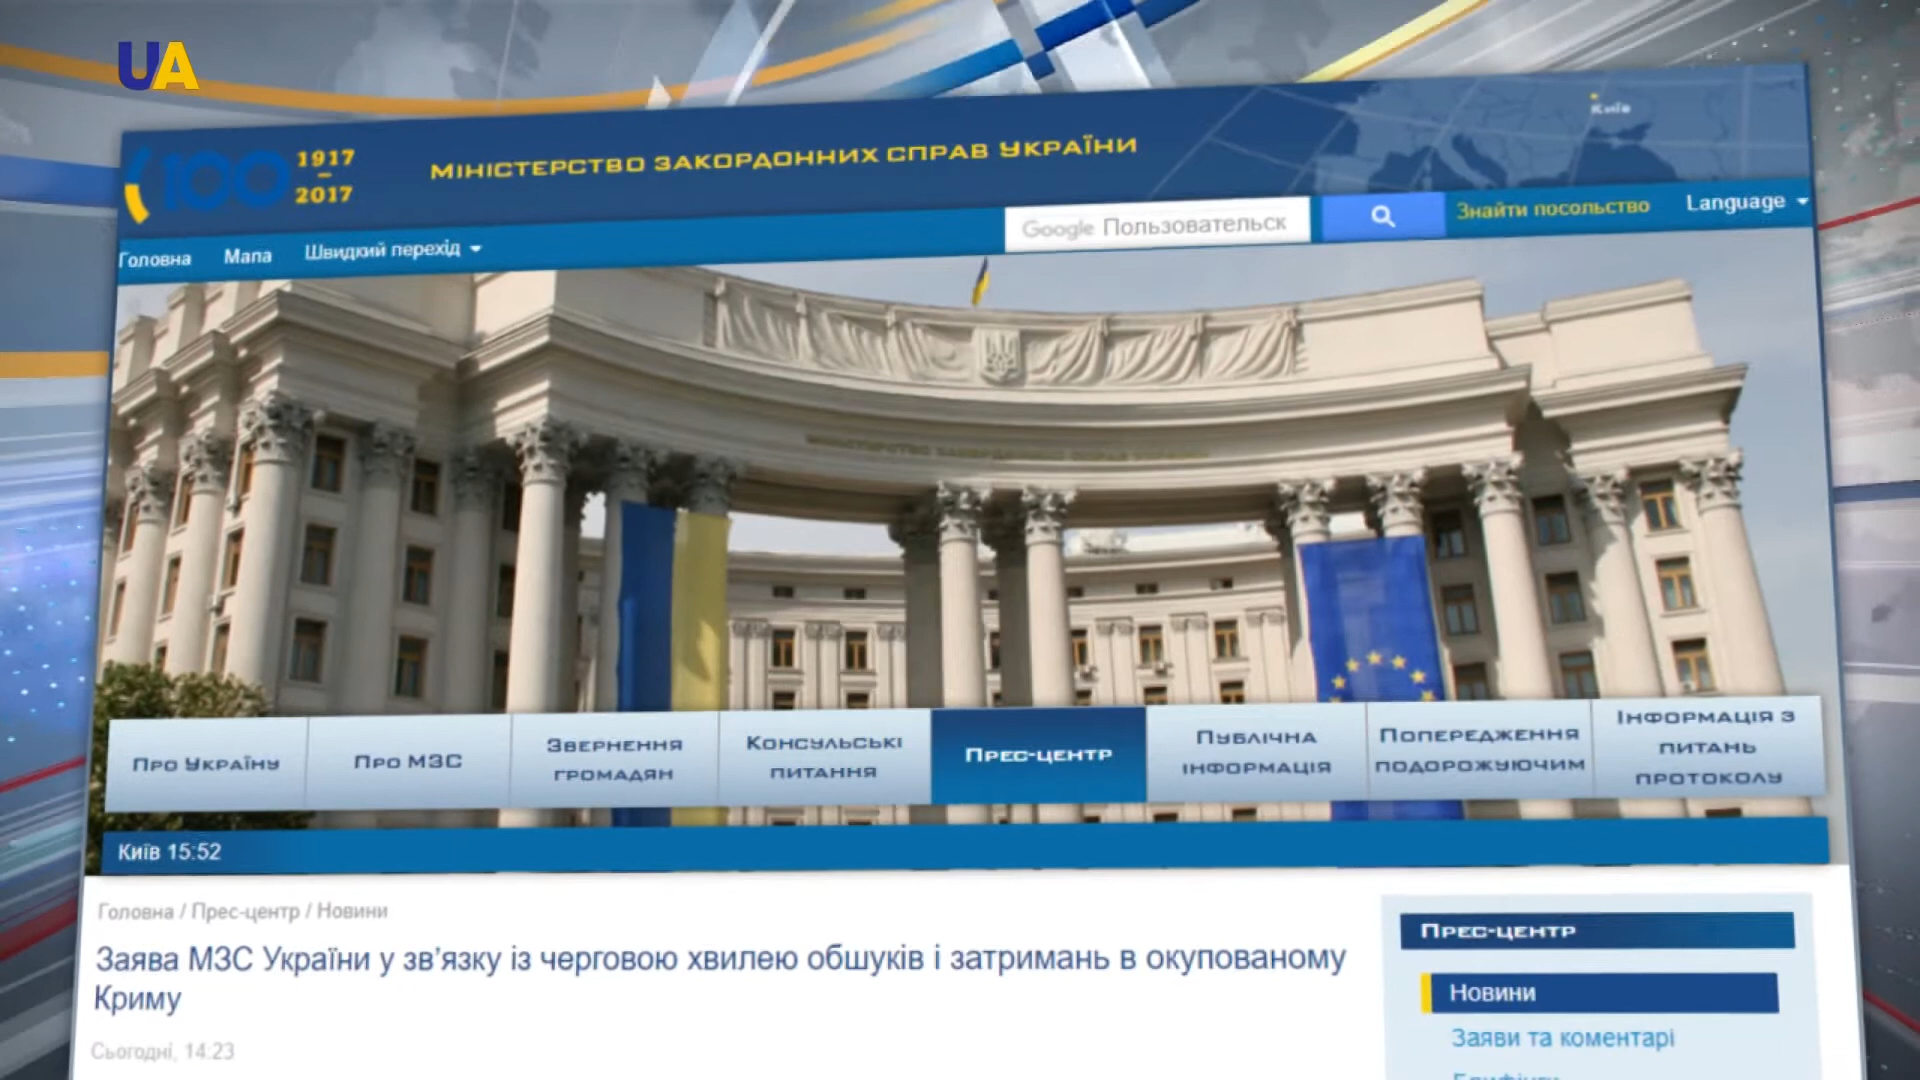 UA
Київ
100 1917
–
2017
МІНІСТЕРСТВО ЗАКОРДОННИХ СПРАВ УКРАЇНИ
Головна Мапа Швидкий перехід
Google Пользовательск
Знайти посольство
Language
Про Україну
Про МЗС
Звернення
громадян
Консульські
питання
Прес-центр
Публічна
інформація
Попередження
подорожуючим
Інформація з
питань
протоколу
Київ 15:52
Головна / Прес-центр / Новини
Заява МЗС України у зв’язку із черговою хвилею обшуків і затримань в окупованому
Криму
Сьогодні, 14:23
Прес-центр
Новини
Заяви та коментарі